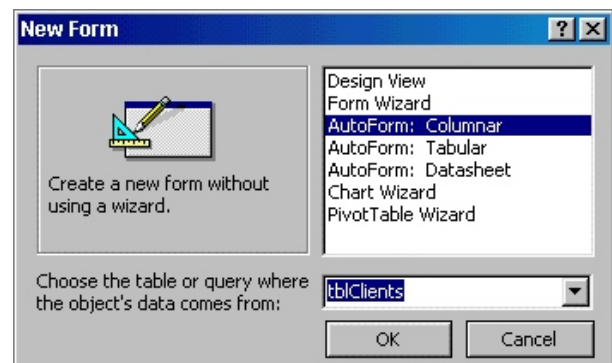 New Form
Create a new form without
using a wizard.
Design View
Form Wizard
AutoForm: Columnar
AutoForm: Tabular
AutoForm: Datasheet
Chart Wizard
PivotTable Wizard
Choose the table or query where
the object's data comes from:
tblClients
OK
Cancel